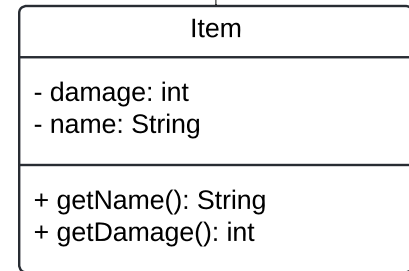 Item
- damage: int
- name: String
+ getName(): String
+ getDamage(): int